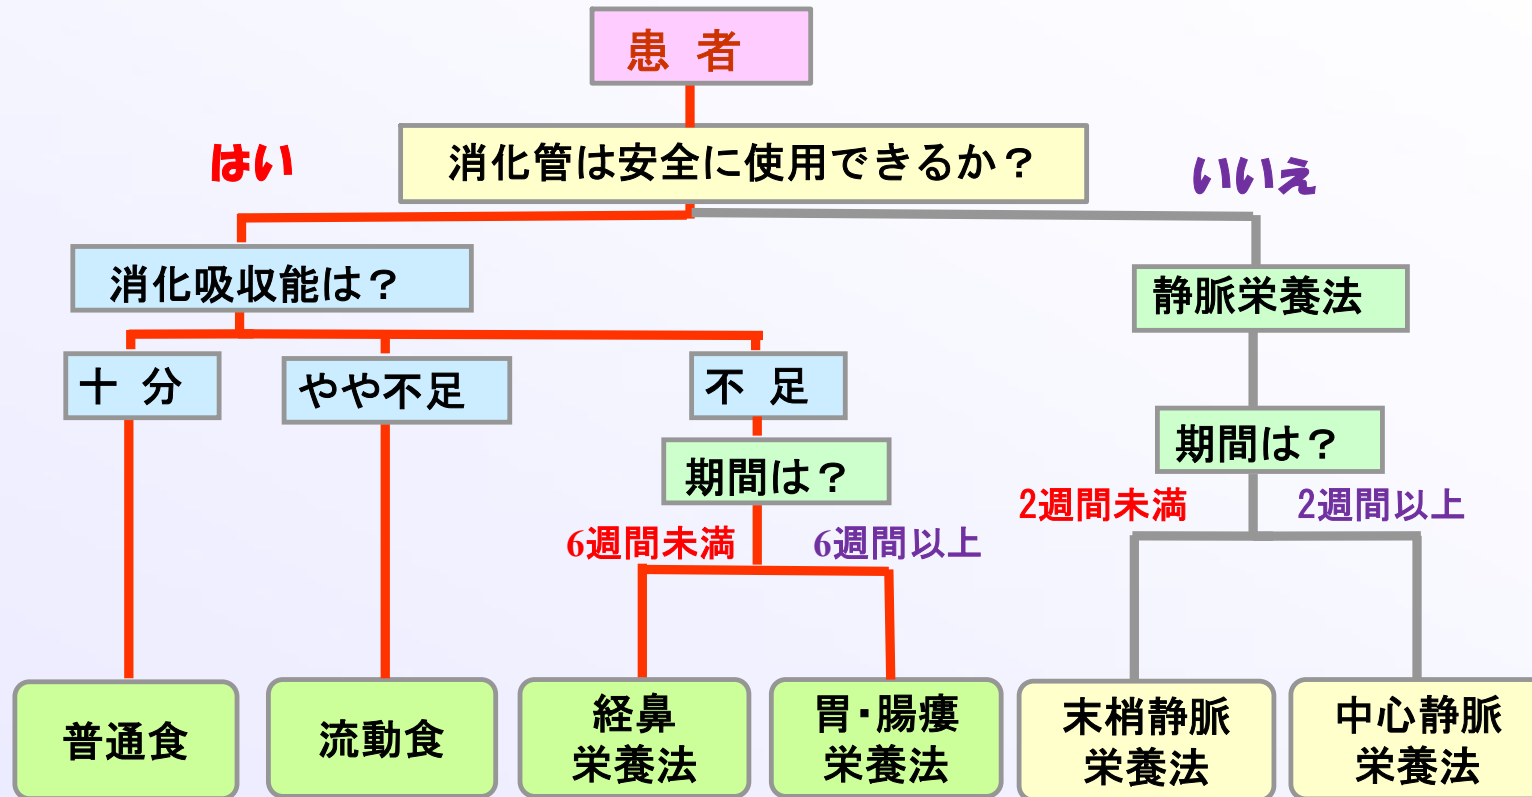 患 者
消化管は安全に使用できるか？
はい
いいえ
消化吸収能は？
静脈栄養法
十 分
やや不足
不 足
期間は？
期間は？
6週間未満
6週間以上
2週間未満
2週間以上
普通食
流動食
経鼻
栄養法
胃・腸瘻
栄養法
末梢静脈
栄養法
中心静脈
栄養法